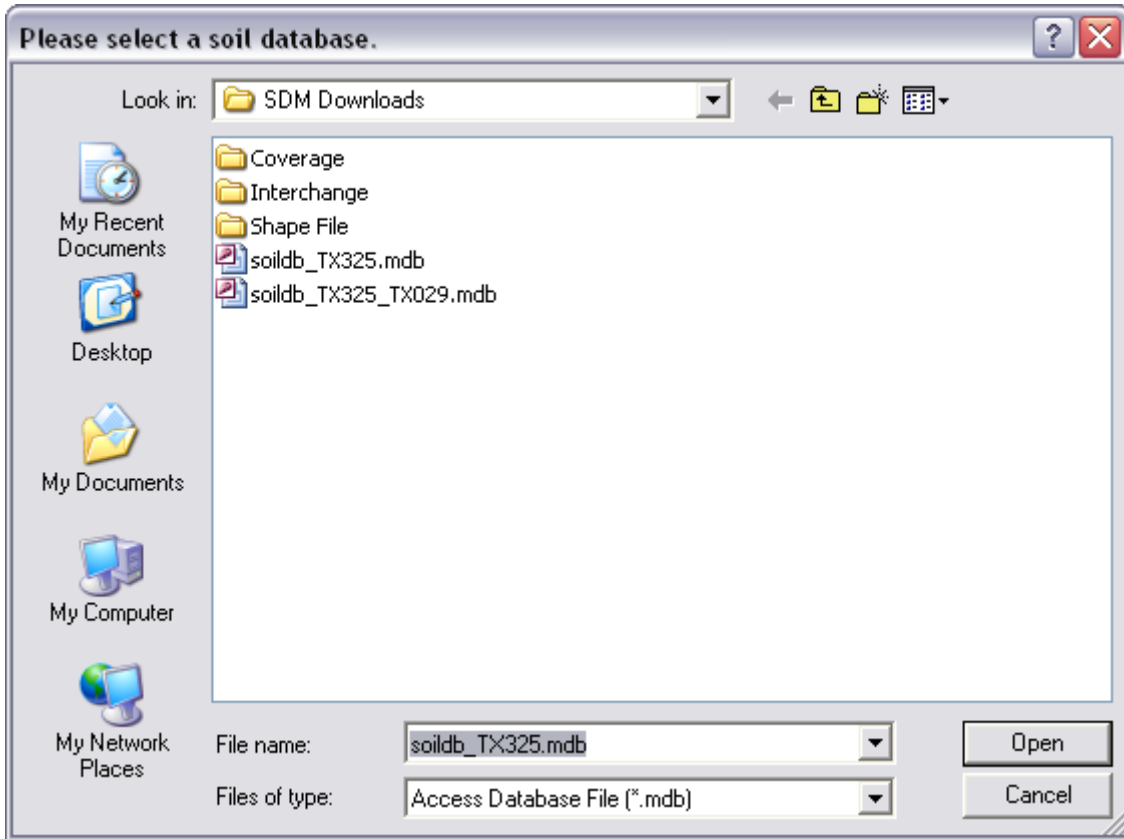 Please select a soil database.
Look in:
SDM Downloads
My Recent
Documents
Desktop
My Documents
My Computer
My Network
Places
Coverage
Interchange
Shape File
soildb_TX325.mdb
soildb_TX325_TX029.mdb
File name:
soildb_TX325.mdb
Open
Files of type:
Access Database File (*.mdb)
Cancel